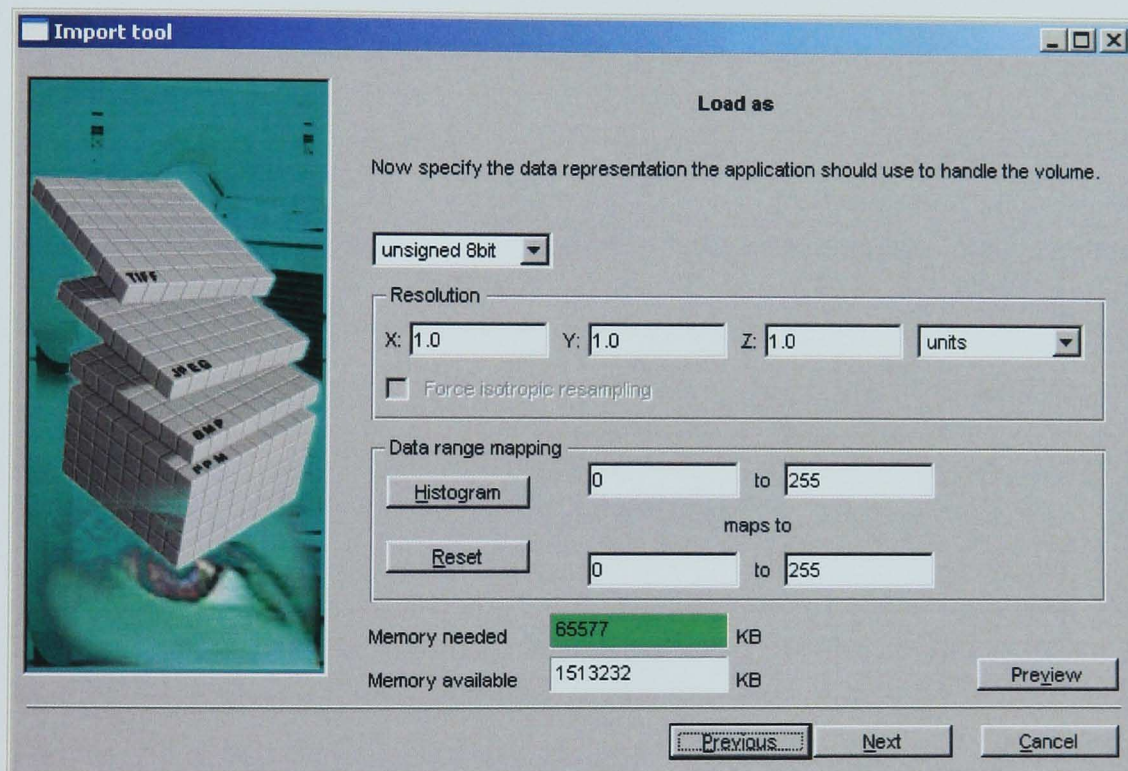 Import tool
Load as
Now specify the data representation the application should use to handle the volume.
TIFF
JPEG
BMP
PPM
unsigned 8bit
Resolution
X: 1.0 Y: 1.0 Z: 1.0 units
Force isotropic resampling
Data range mapping
Histogram 0 to 255
maps to
Reset 0 to 255
Memory needed 65577 KB
Memory available 1513232 KB
Preview
Previous Next Cancel